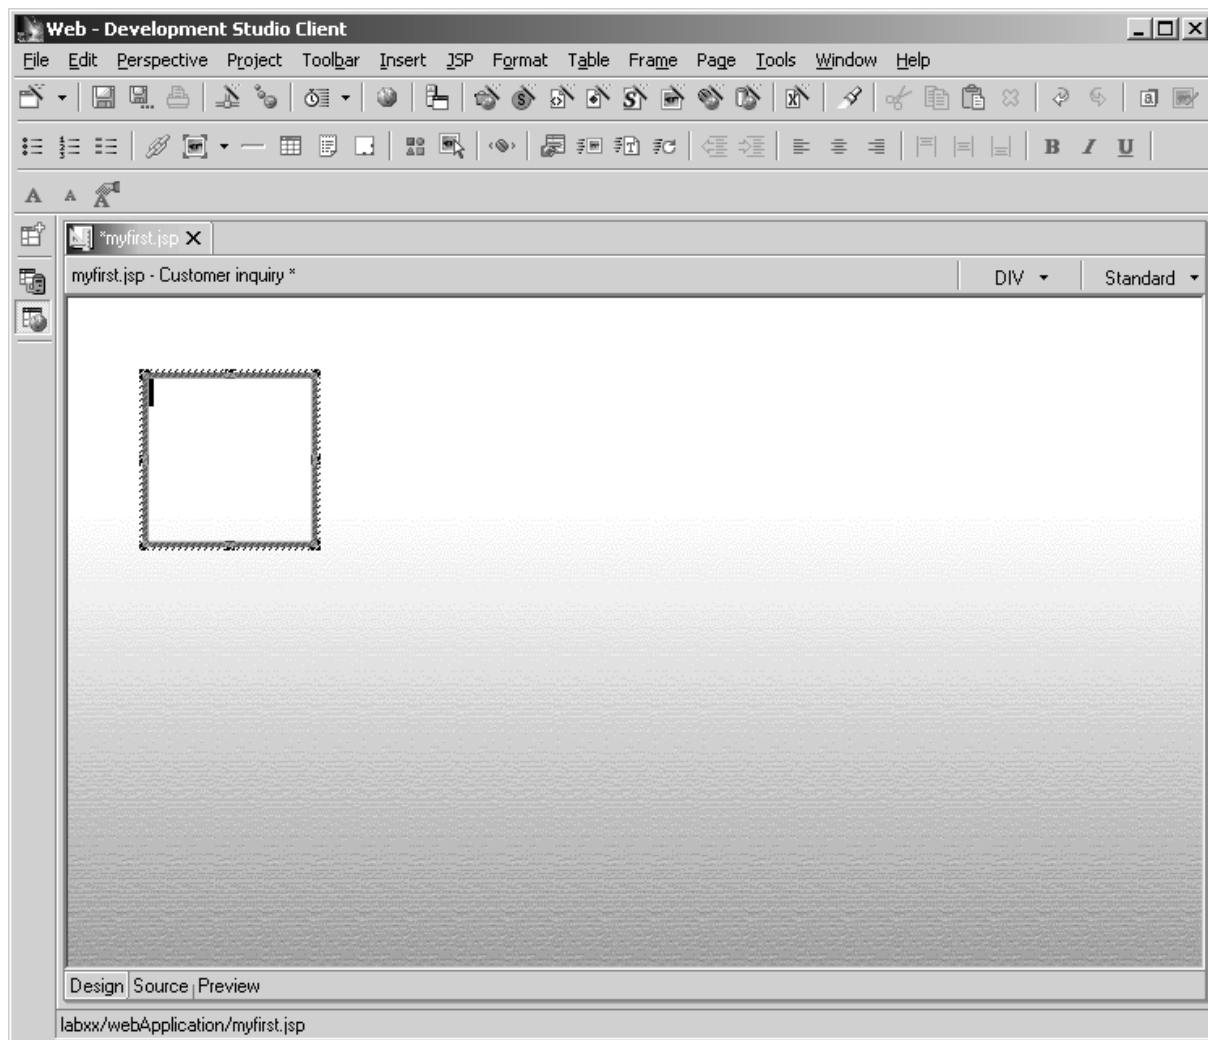 Web - Development Studio Client
File Edit Perspective Project Toolbar Insert JSP Format Table Frame Page Tools Window Help
B I U
A A A
*myfirst.jsp
myfirst.jsp - Customer inquiry * DIV Standard
Design Source Preview
labxx/webApplication/myfirst.jsp